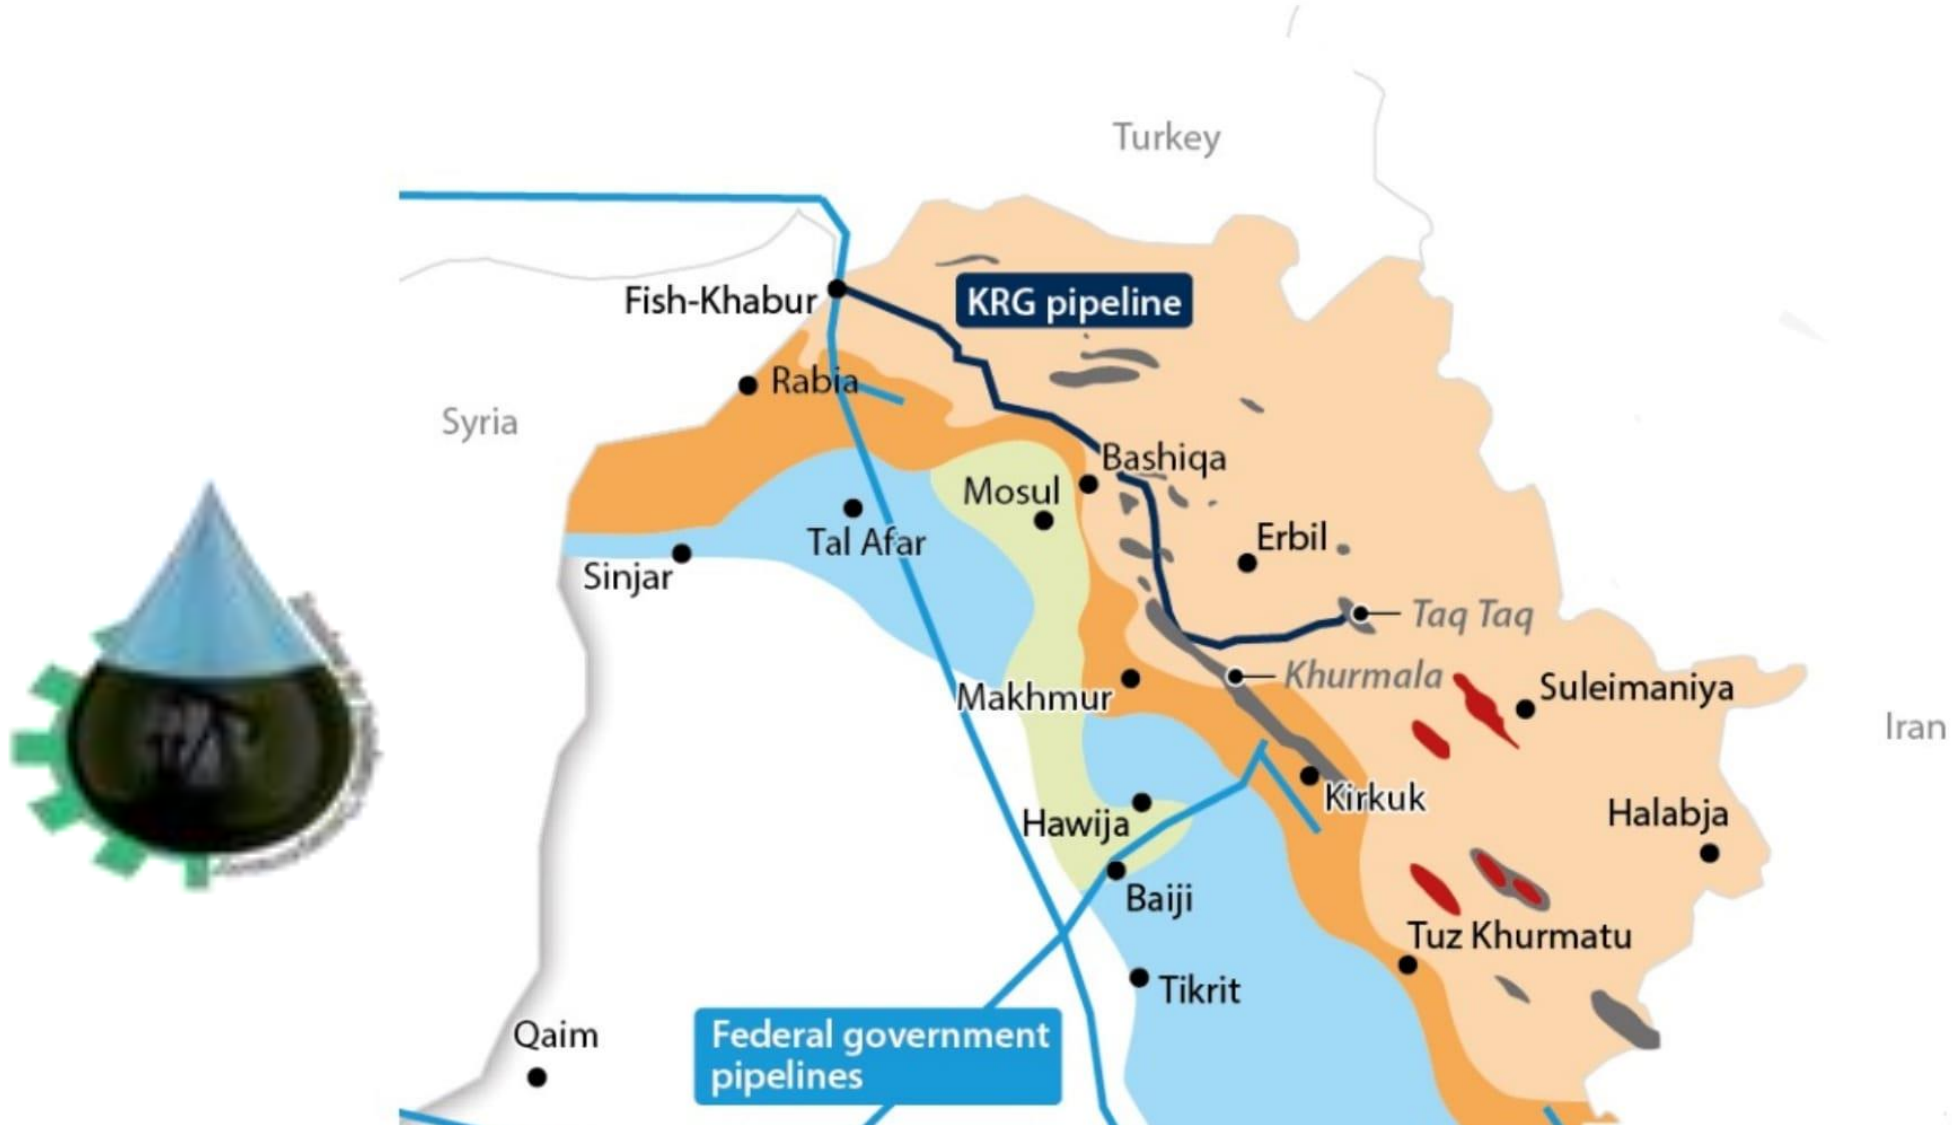 Turkey
Fish-Khabur
KRG pipeline
Rabia
Syria
Bashiqa
Mosul
Erbil
Tal Afar
Sinjar
Taq Taq
Khurmala
Suleimaniya
Makhmur
Iran
Kirkuk
Halabja
Hawija
Baiji
Tuz Khurmatu
Tikrit
Federal government
pipelines
Qaim